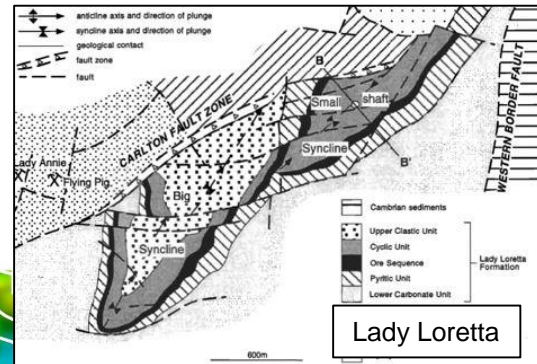 anticline axis and direction of plunge
syncline axis and direction of plunge
geological contact
fault zone
fault
CARLTON FAULT ZONE
WESTERN BORDER FAULT
B
Small shaft
Syncline
B'
Lady Annie
Flying Pig.
Big
Syncline
Cambrian sediments
Upper Clastic Unit
Cyclic Unit
Ore Sequence
Pyritic Unit
Lower Carbonate Unit
Lady Loretta
Formation
Lady Loretta
600m